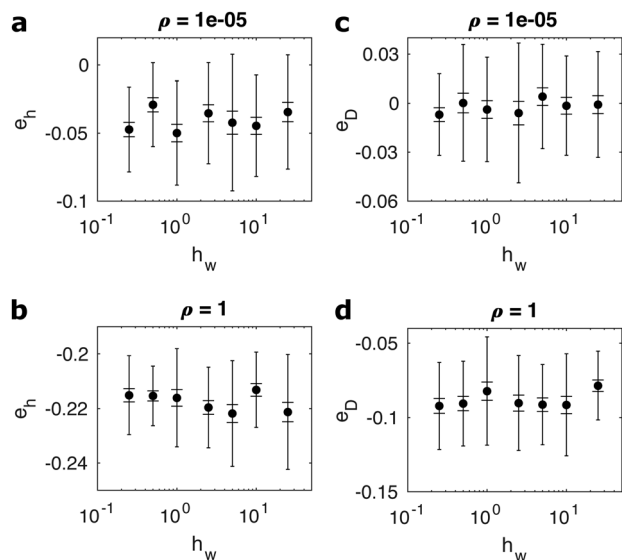 a
ρ = 1e-05
0
-0.05
-0.1
e_h
10^-1
10^0
10^1
h_w
c
ρ = 1e-05
0.03
0
-0.03
-0.06
e_D
10^-1
10^0
10^1
h_w
b
ρ = 1
-0.2
-0.22
-0.24
e_h
10^-1
10^0
10^1
h_w
d
ρ = 1
-0.05
-0.1
-0.15
e_D
10^-1
10^0
10^1
h_w